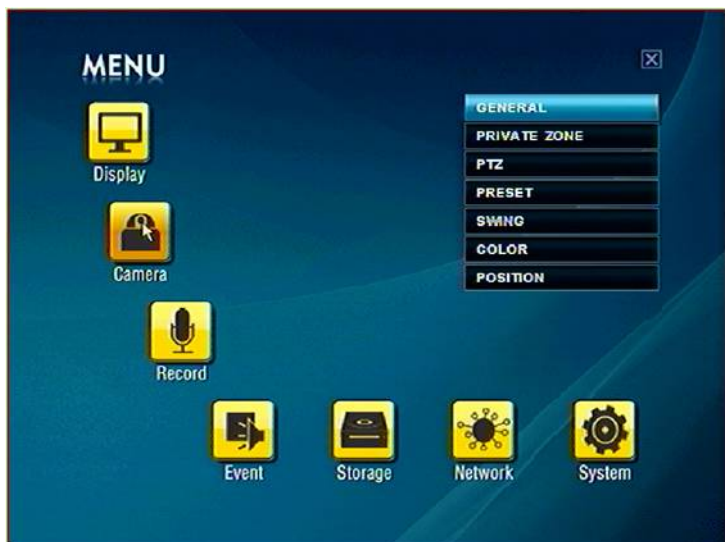 MENU
GENERAL
PRIVATE ZONE
PTZ
PRESET
SWING
COLOR
POSITION
Display
Camera
Record
Event
Storage
Network
System